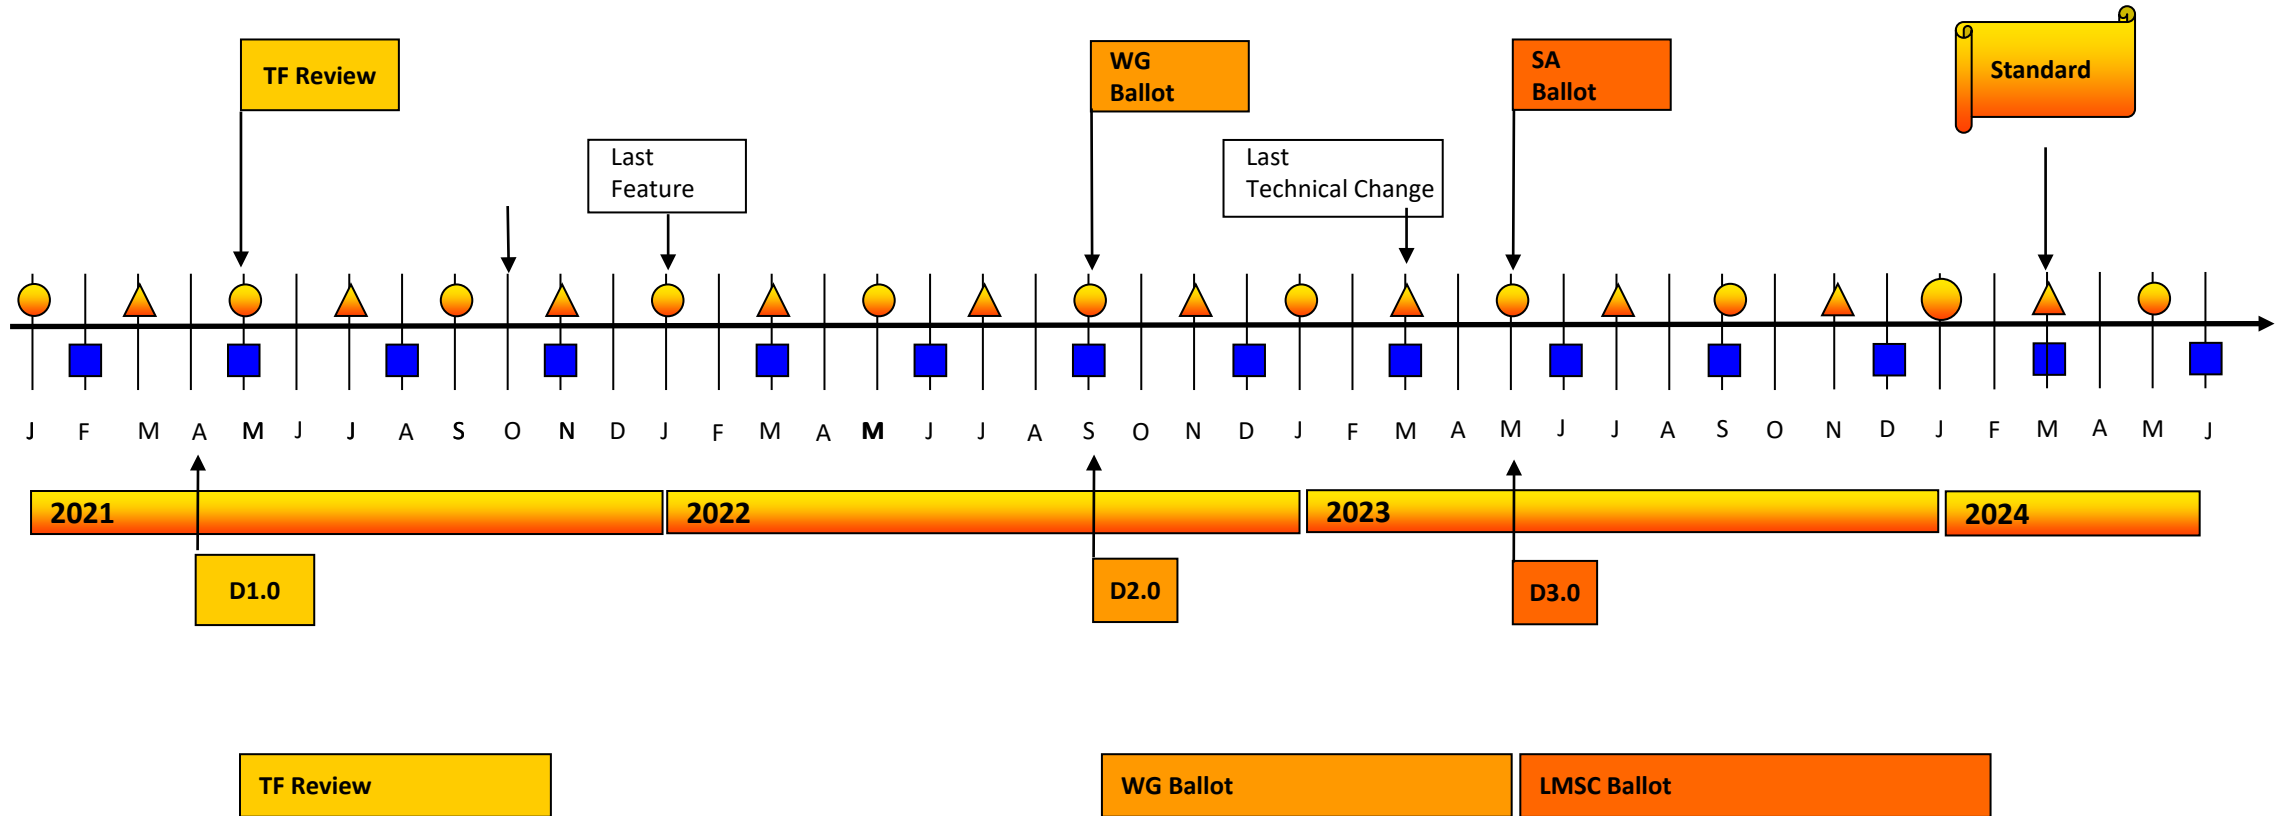 TF Review
WG
Ballot
SA
Ballot
Standard
Last
Feature
Last
Technical Change
J F M A M J J A S O N D J F M A M J J A S O N D J F M A M J J A S O N D J F M A M J
2021 2022 2023 2024
D1.0 D2.0 D3.0
TF Review WG Ballot LMSC Ballot